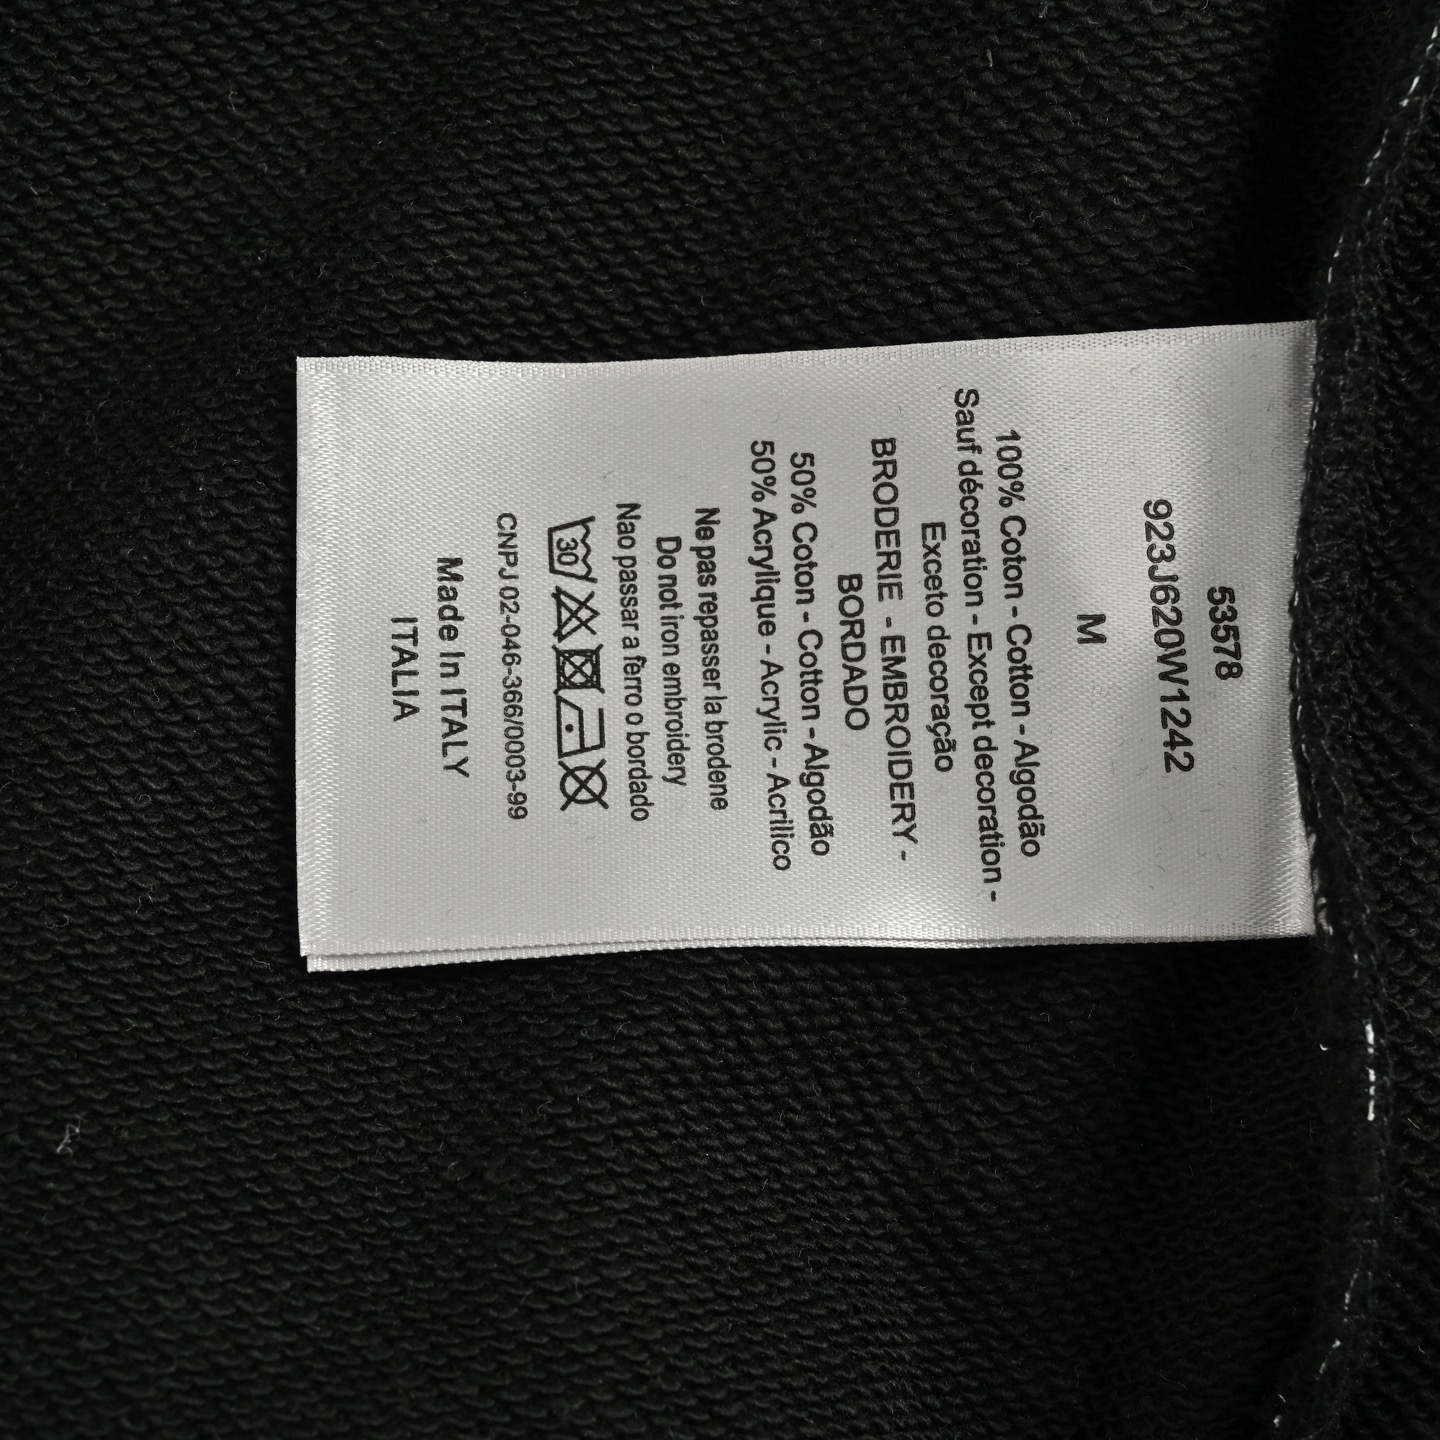 53578
923J620W1242
M
100% Coton - Cotton - Algodão
Sauf décoration - Except decoration -
Exceto decoração
BRODERIE - EMBROIDERY -
BORDADO
50% Coton - Cotton - Algodão
50% Acrylique - Acrylic - Acrilico
Ne pas repasser la brodene
Do not iron embroidery
Nao passar a fèrro o bordado
30
CNPJ 02-046-366/0003-99
Made In ITALY
ITALIA